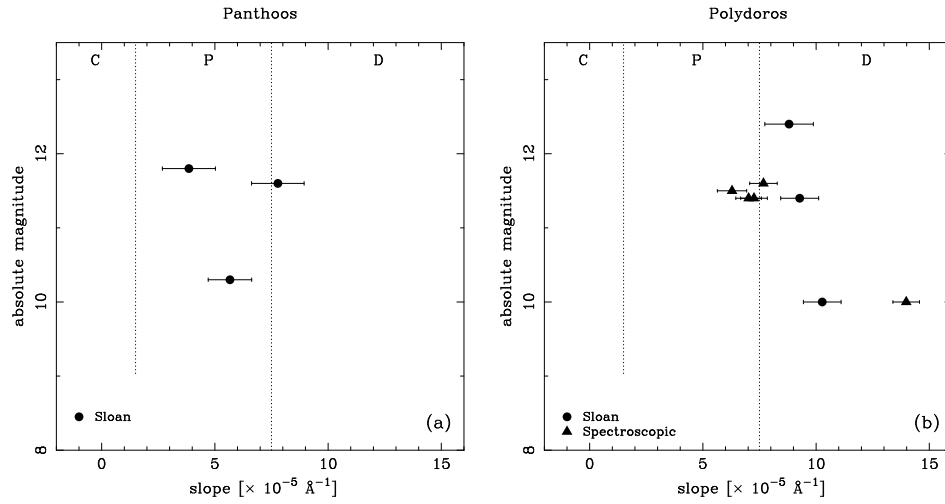 Panthoos
C P D
12
10
8
absolute magnitude
Sloan
(a)
0 5 10 15
slope [× 10⁻⁵ Å⁻¹]
Polydoros
C P D
12
10
8
absolute magnitude
Sloan
Spectroscopic
(b)
0 5 10 15
slope [× 10⁻⁵ Å⁻¹]